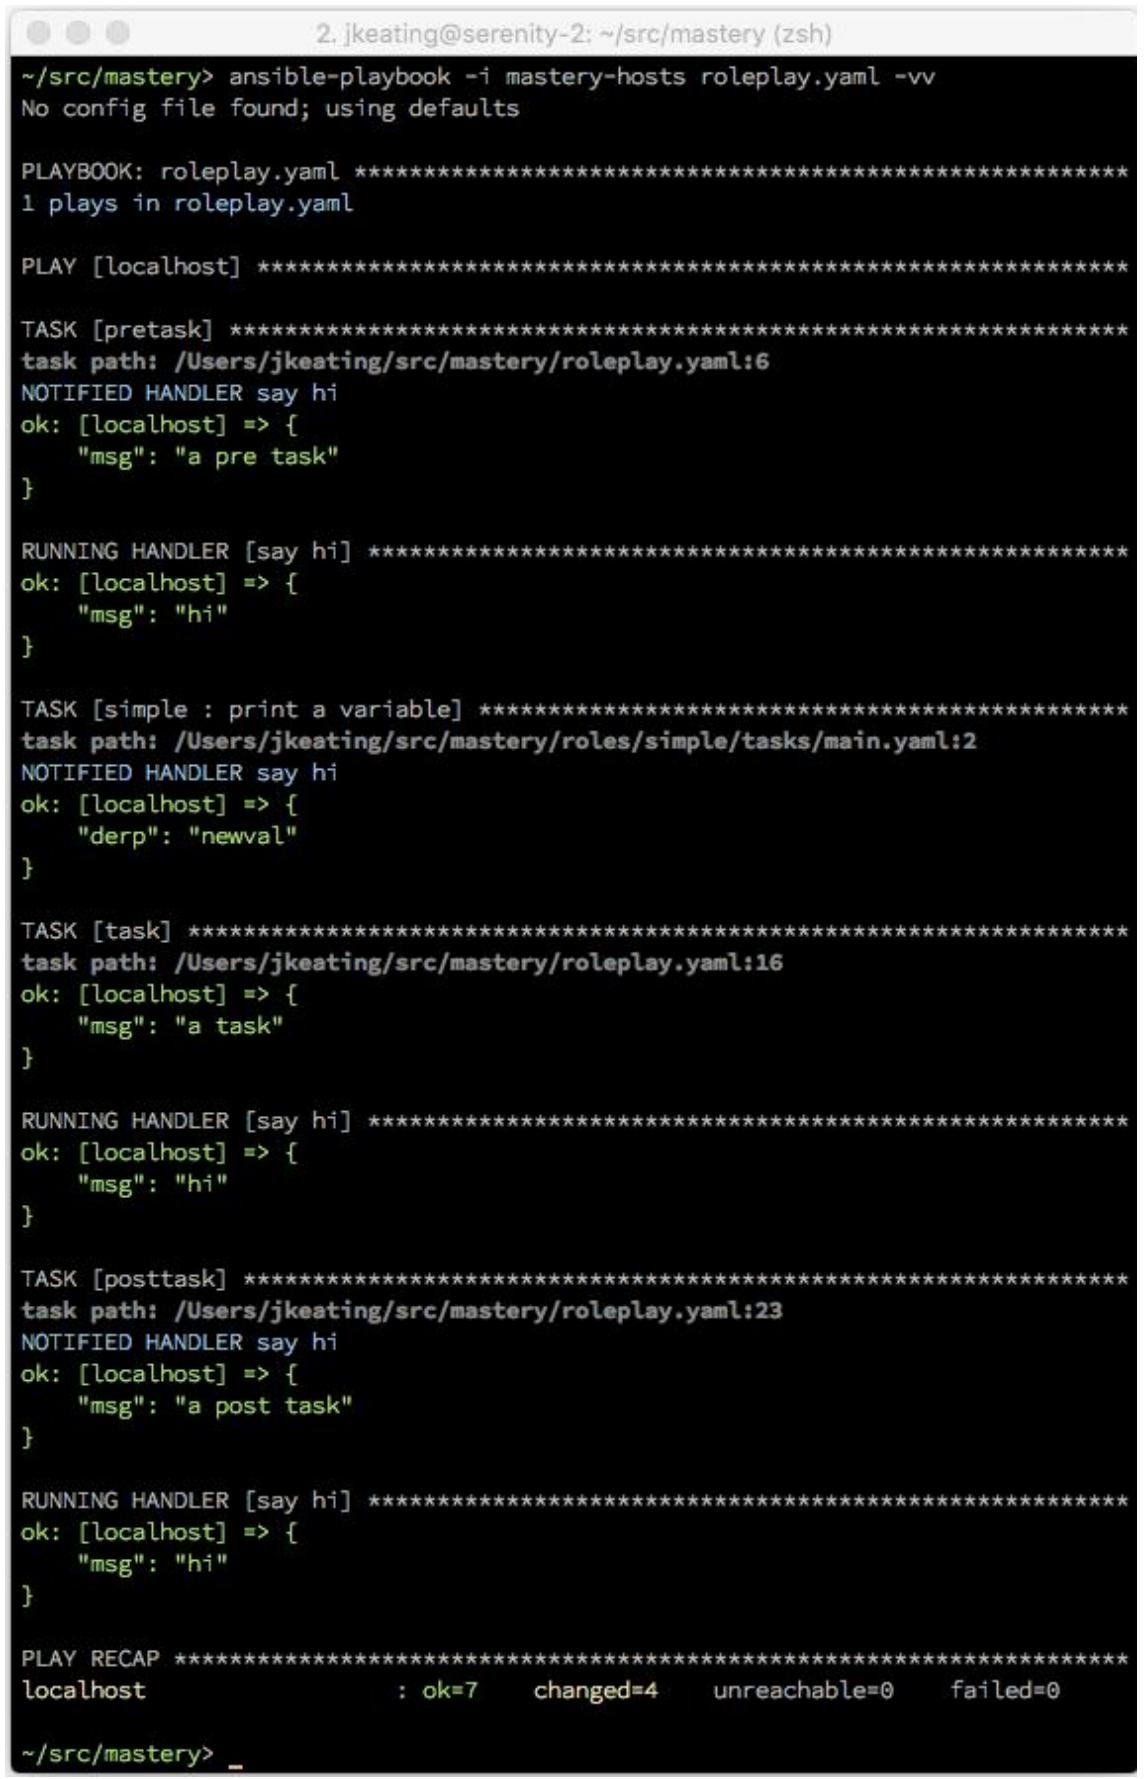 2. jkeating@serenity-2: ~/src/mastery (zsh)
~/src/mastery> ansible-playbook -i mastery-hosts roleplay.yaml -vv
No config file found; using defaults
PLAYBOOK: roleplay.yaml ********************************************************
1 plays in roleplay.yaml
PLAY [localhost] ***************************************************************
TASK [pretask] *****************************************************************
task path: /Users/jkeating/src/mastery/roleplay.yaml:6
NOTIFIED HANDLER say hi
ok: [localhost] => {
    "msg": "a pre task"
}
RUNNING HANDLER [say hi] *******************************************************
ok: [localhost] => {
    "msg": "hi"
}
TASK [simple : print a variable] ***********************************************
task path: /Users/jkeating/src/mastery/roles/simple/tasks/main.yaml:2
NOTIFIED HANDLER say hi
ok: [localhost] => {
    "derp": "newval"
}
TASK [task] ********************************************************************
task path: /Users/jkeating/src/mastery/roleplay.yaml:16
ok: [localhost] => {
    "msg": "a task"
}
RUNNING HANDLER [say hi] *******************************************************
ok: [localhost] => {
    "msg": "hi"
}
TASK [posttask] ****************************************************************
task path: /Users/jkeating/src/mastery/roleplay.yaml:23
NOTIFIED HANDLER say hi
ok: [localhost] => {
    "msg": "a post task"
}
RUNNING HANDLER [say hi] *******************************************************
ok: [localhost] => {
    "msg": "hi"
}
PLAY RECAP *********************************************************************
localhost                  : ok=7    changed=4    unreachable=0    failed=0
~/src/mastery> _